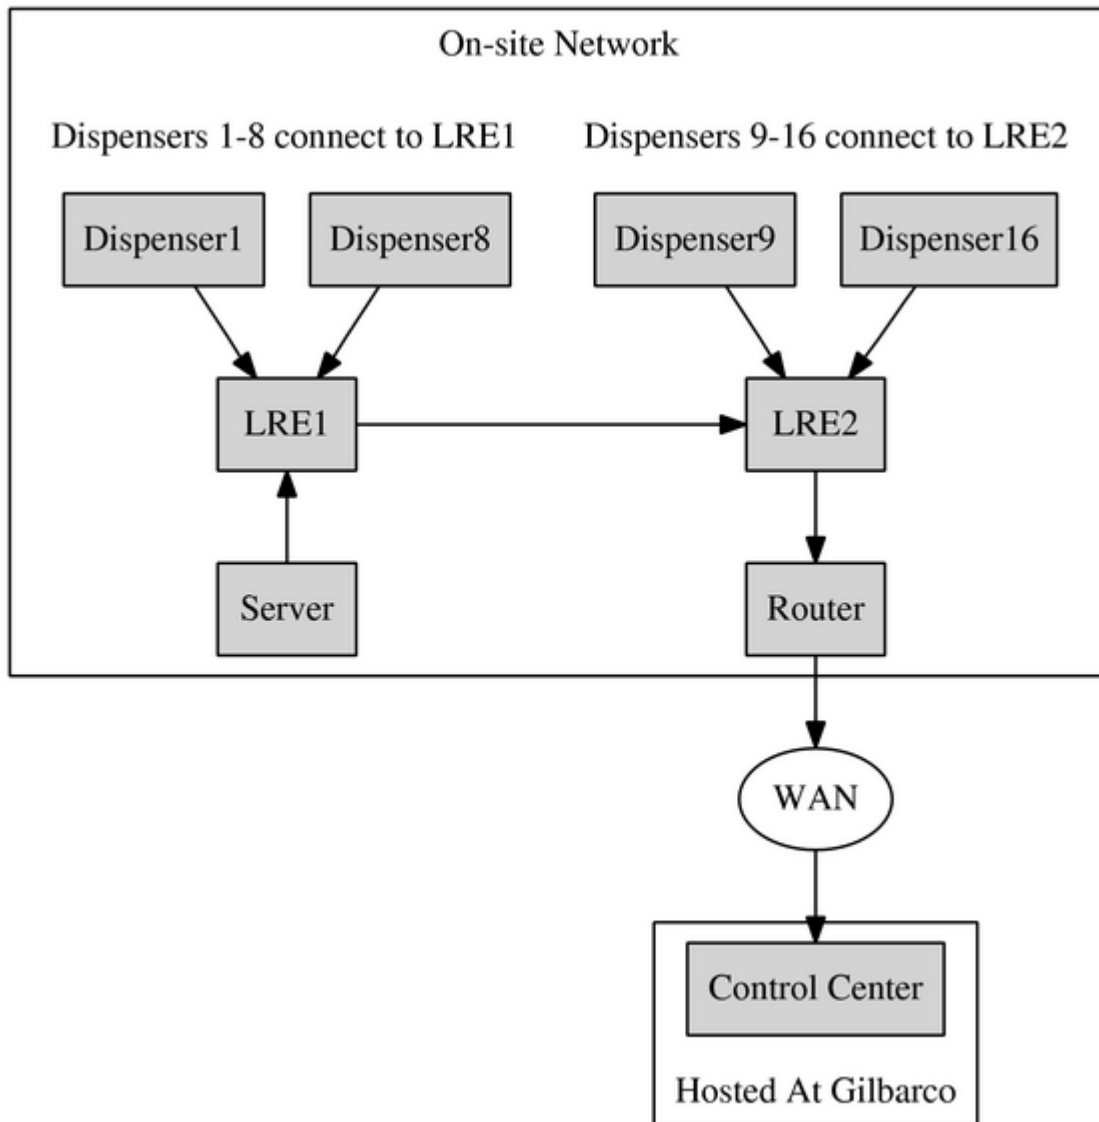 On-site Network
Dispensers 1-8 connect to LRE1
Dispensers 9-16 connect to LRE2
Dispenser1
Dispenser8
Dispenser9
Dispenser16
LRE1
LRE2
Server
Router
WAN
Control Center
Hosted At Gilbarco